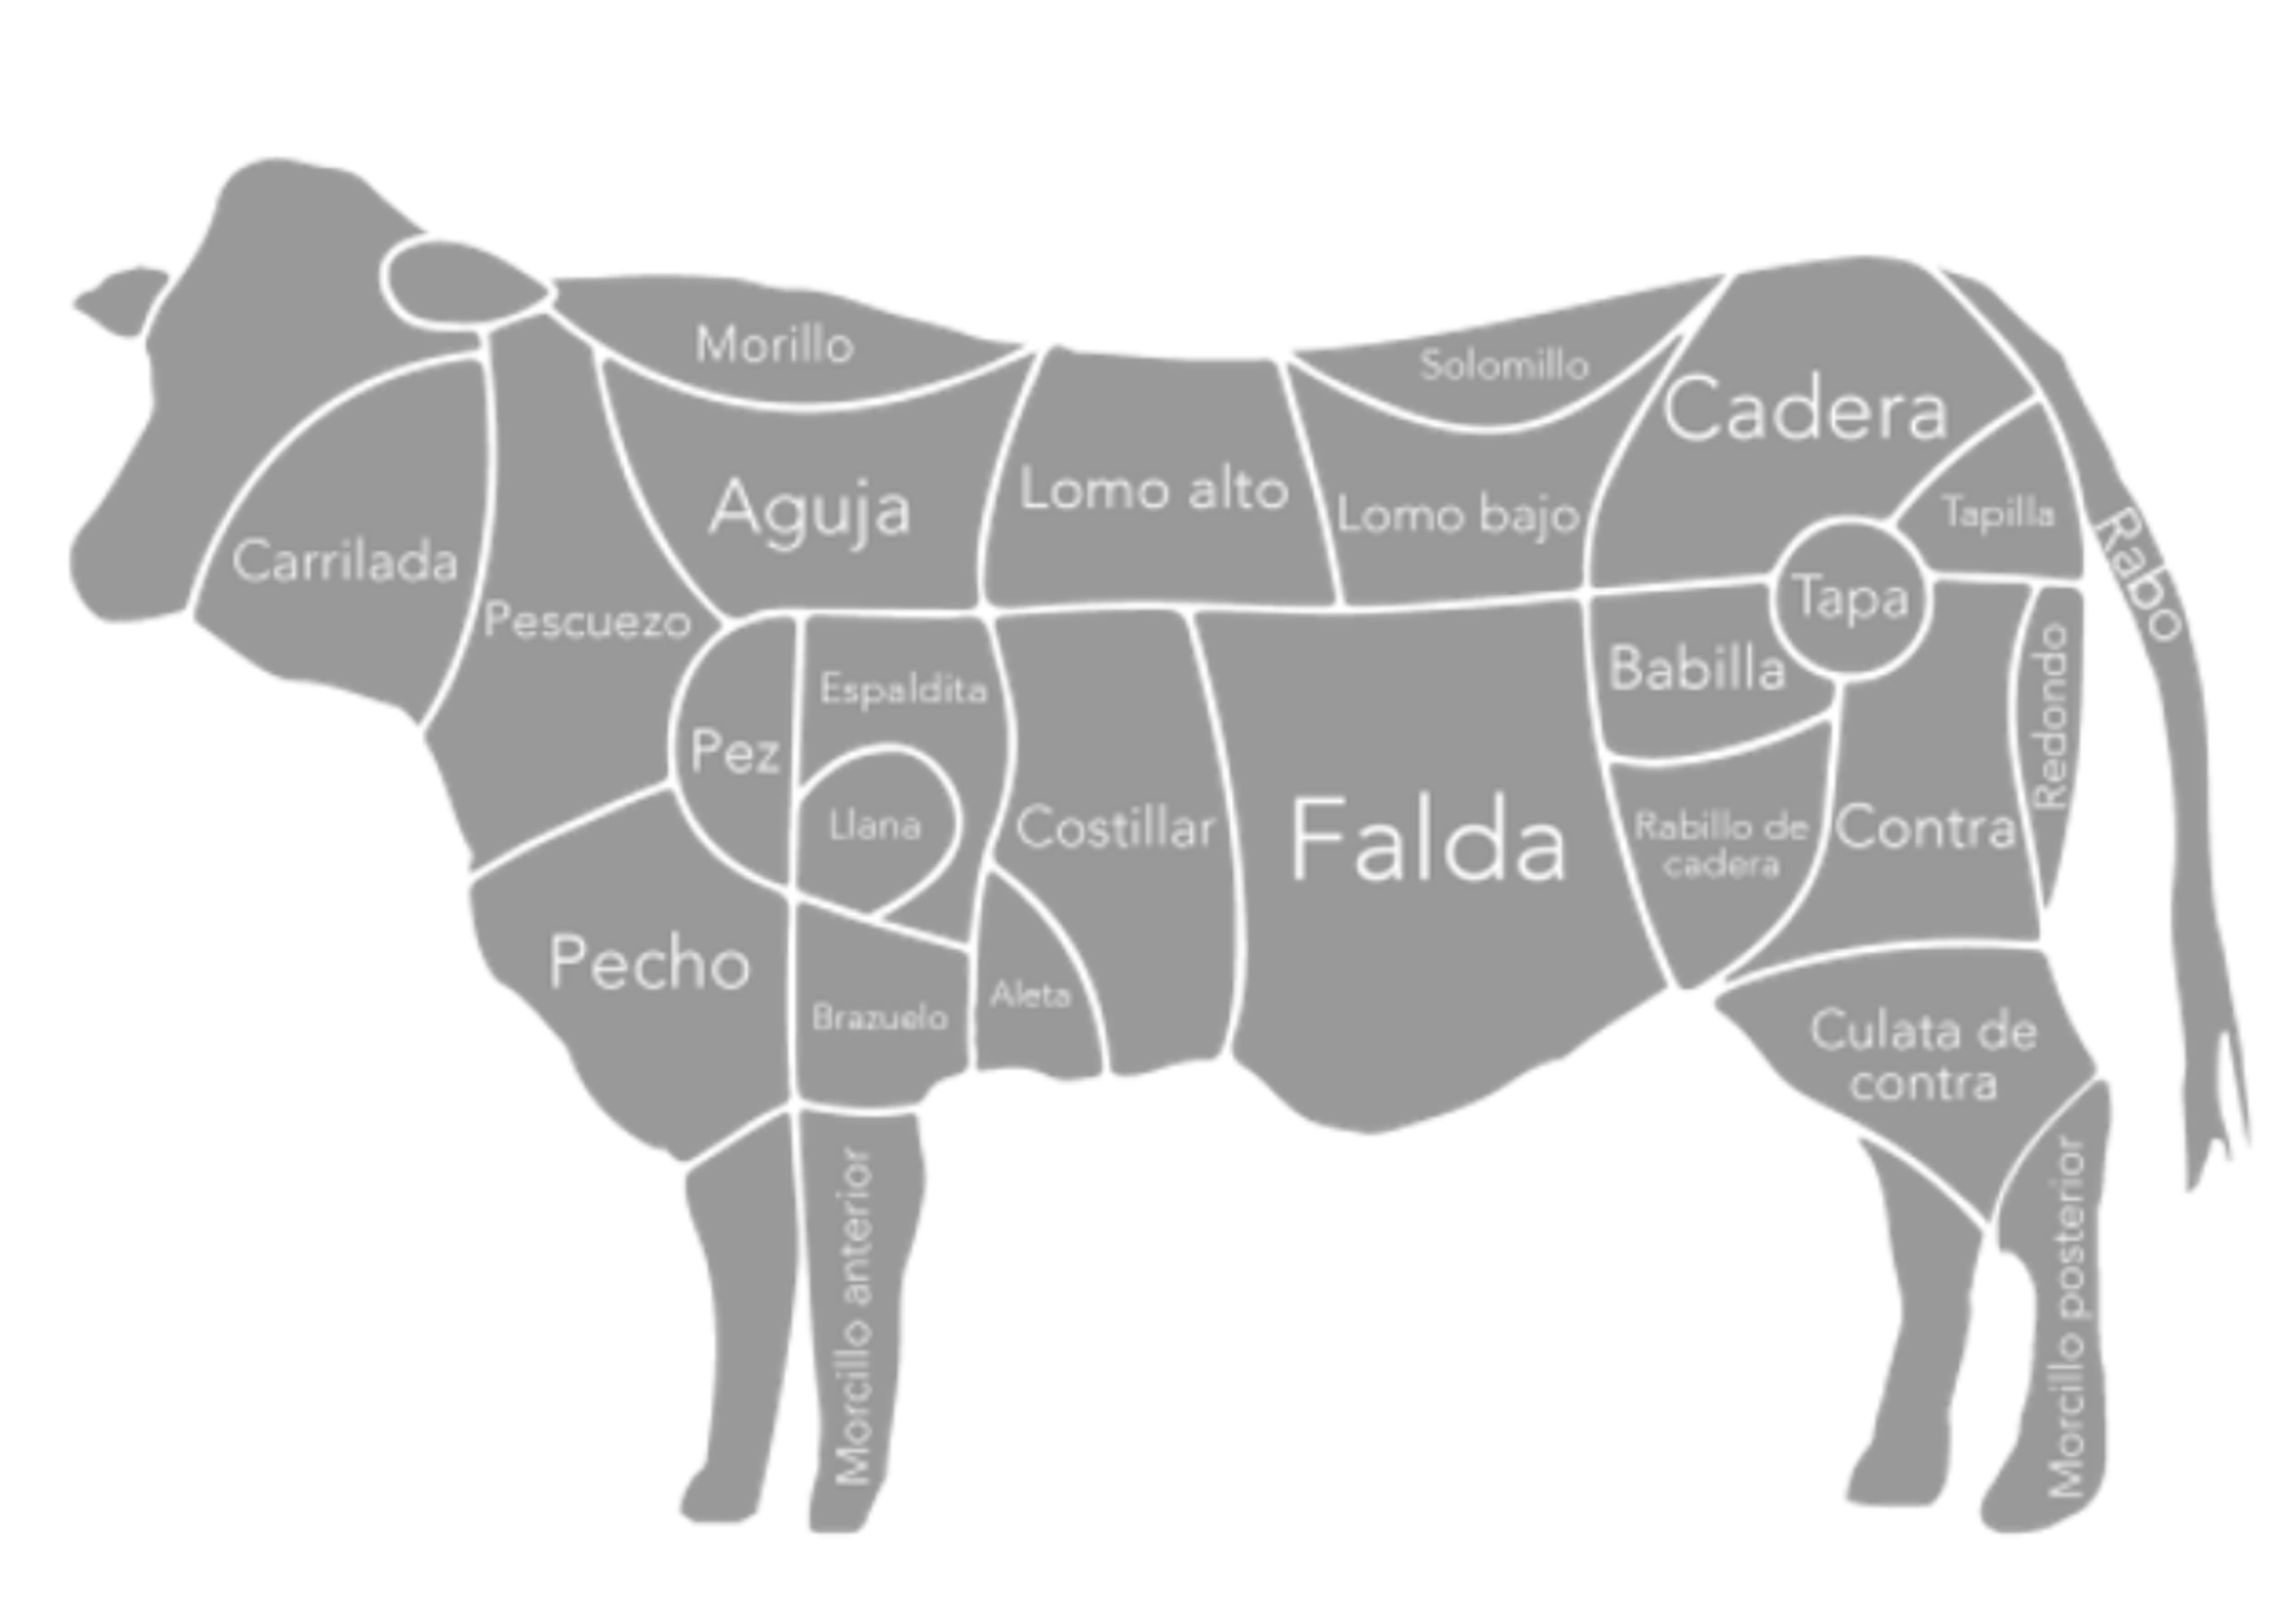 Morillo
Solomillo
Cadera
Aguja
Lomo alto
Lomo bajo
Tapilla
Carrilada
Pescuezo
Tapa
Rabo
Espaldita
Babilla
Redondo
Pez
Llana
Costillar
Falda
Rabillo de
cadera
Contra
Pecho
Brazuelo
Aleta
Culata de
contra
Morcillo anterior
Morcillo posterior